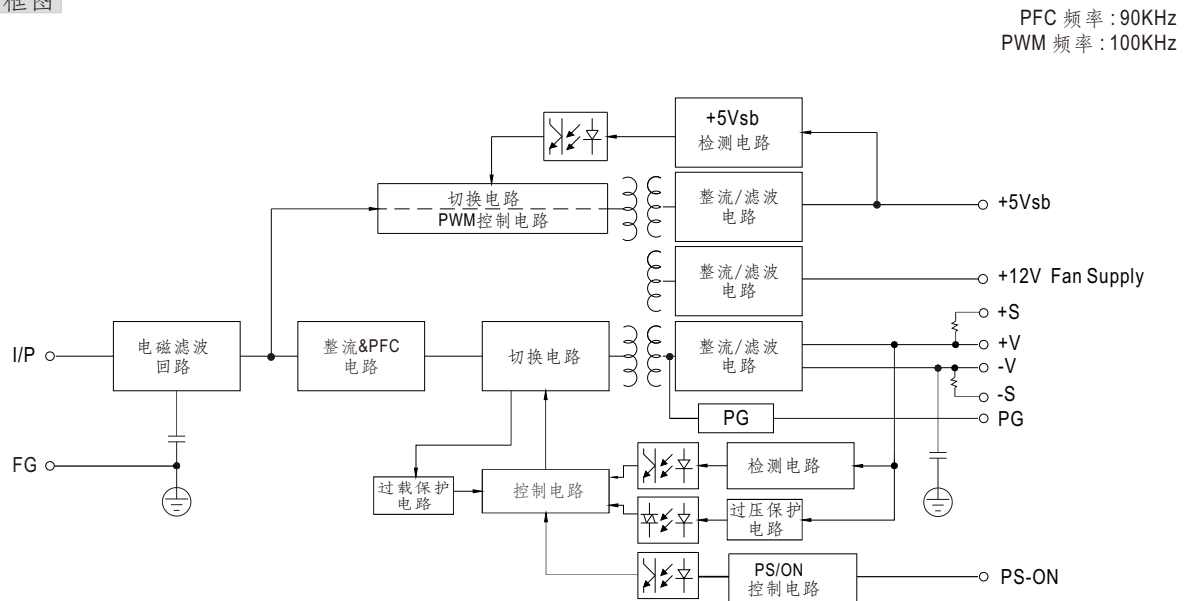 框图
PFC 频率 : 90KHz
PWM 频率 : 100KHz
+5Vsb
检测电路
切换电路
PWM控制电路
整流/滤波
电路
+5Vsb
整流/滤波
电路
+12V Fan Supply
+S
I/P
电磁滤波
回路
整流&PFC
电路
切换电路
整流/滤波
电路
+V
-V
-S
PG
PG
FG
过载保护
电路
控制电路
检测电路
过压保护
电路
PS/ON
控制电路
PS-ON